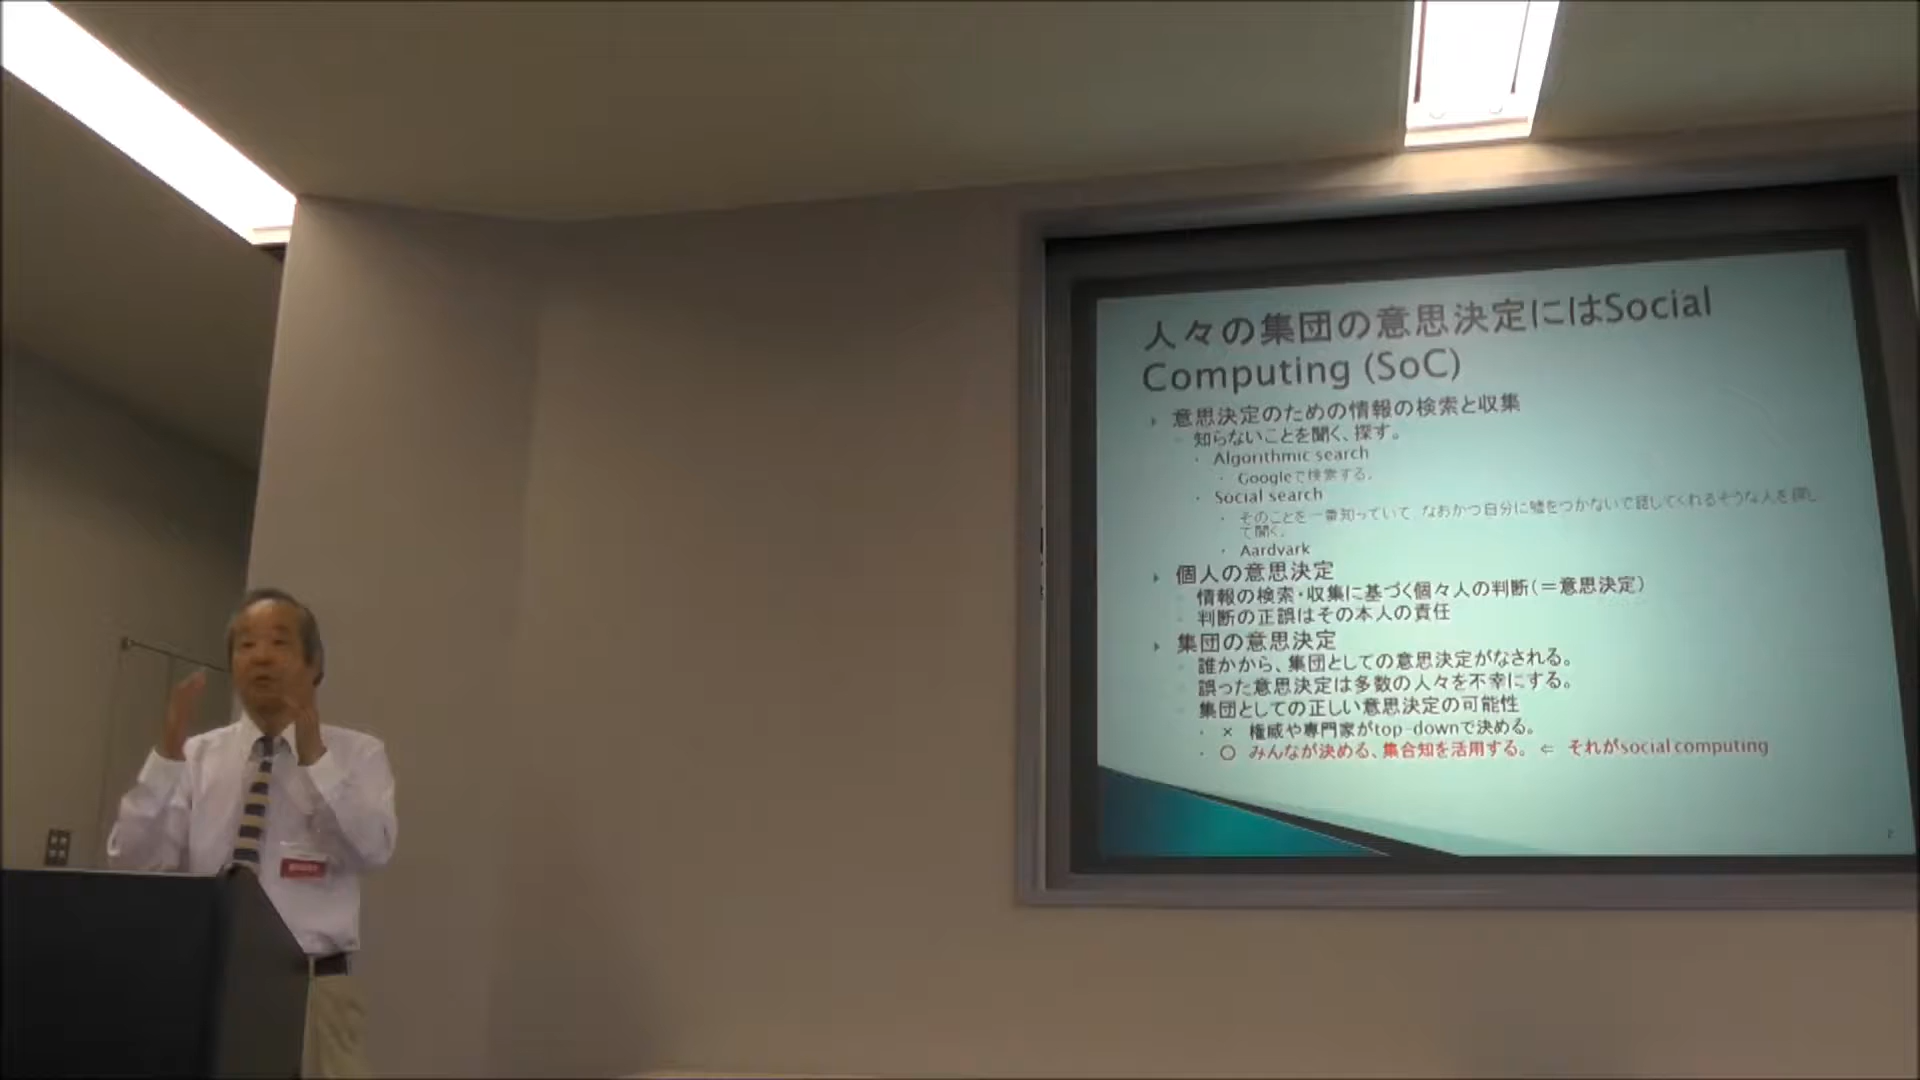 人々の集団の意思決定にはSocial
Computing (SoC)
意思決定のための情報の検索と収集
知らないことを聞く、探す。
Algorithmic search
Googleで検索する。
Social search
そのことを一番知っていて なおかつ自分に嘘をつかないで話してくれるそうな人を探し
て聞く。
Aardvark
個人の意思決定
情報の検索・収集に基づく個々人の判断(＝意思決定)
判断の正誤はその本人の責任
集団の意思決定
誰かから、集団としての意思決定がなされる。
誤った意思決定は多数の人々を不幸にする。
集団としての正しい意思決定の可能性
× 権威や専門家がtop-downで決める。
○ みんなが決める、集合知を活用する。 ⇐ それがsocial computing
2